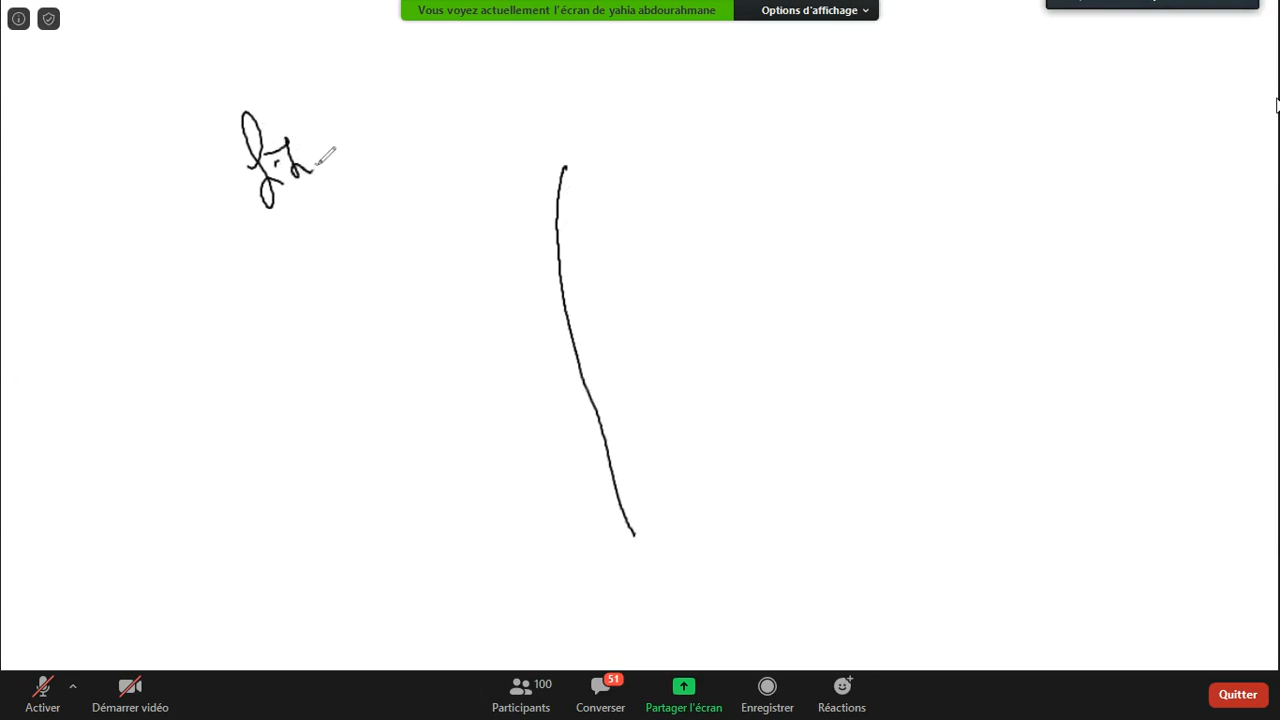 Vous voyez actuellement l'écran de yahia abdourahmane
Options d'affichage
Activer
Démarrer vidéo
100
Participants
51
Converser
Partager l'écran
Enregistrer
Réactions
Quitter